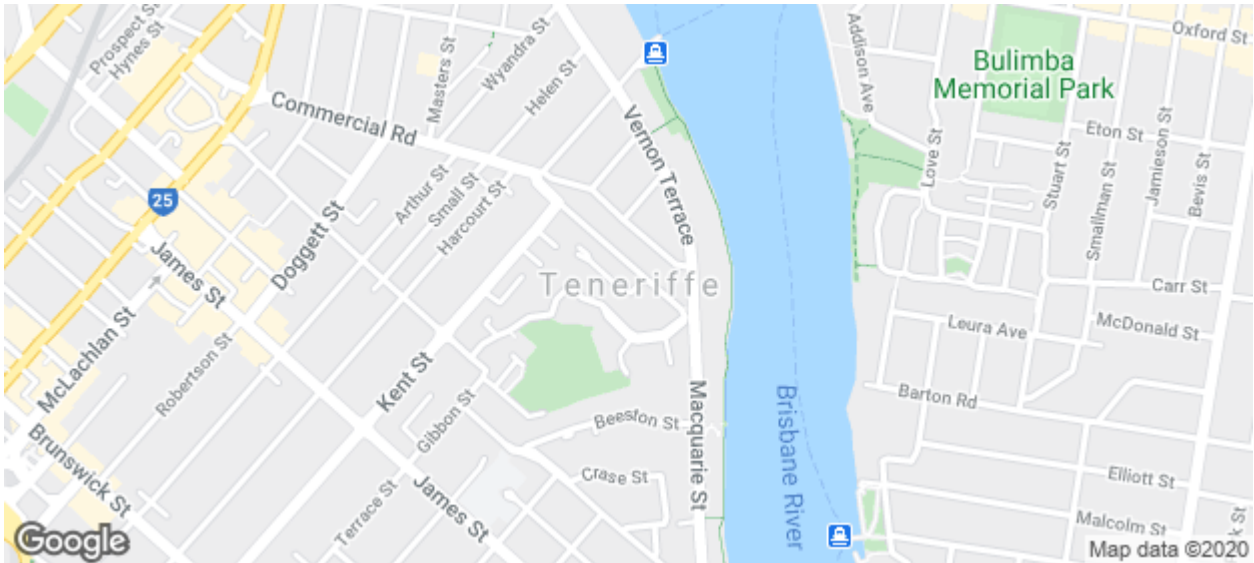 Prospect St
Hynes St
Masters St
Wyandra St
Helen St
Commercial Rd
Vernon Terrace
Addison Ave
Oxford St
Bulimba
Memorial Park
Eton St
Love St
Stuart St
Smallman St
Jamieson St
Bevis St
25
Arthur St
Small St
Harcourt St
Doggett St
James St
Teneriffe
Carr St
Leura Ave
McDonald St
McLachlan St
Robertson St
Kent St
Gibbon St
Barton Rd
Beeston St
Macquarie St
Brisbane River
Brunswick St
Crase St
James St
Terrace St
Elliott St
Malcolm St
k St
Google
Map data ©2020